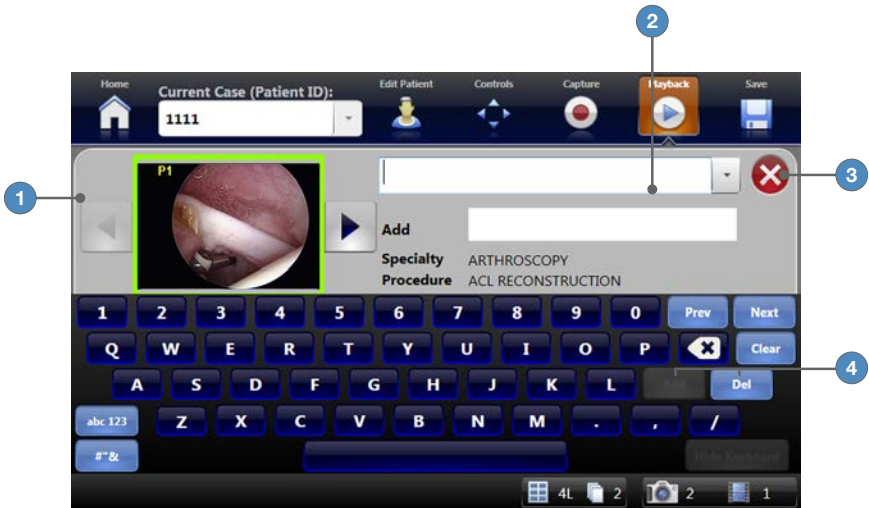 2
Home
Current Case (Patient ID):
Edit Patient
Controls
Capture
Playback
Save
1111
1
P1
3
Add
Specialty ARTHROSCOPY
Procedure ACL RECONSTRUCTION
1 2 3 4 5 6 7 8 9 0 Prev Next
Q W E R T Y U I O P Clear
A S D F G H J K L Add Del
4
abc 123 Z X C V B N M . , /
#"& Hide Keyboard
4L 2 2 1